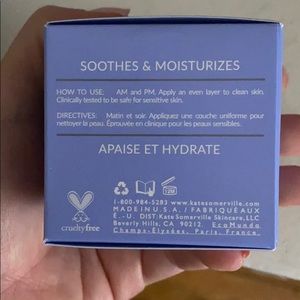 SOOTHES & MOISTURIZES
HOW TO USE: AM and PM. Apply an even layer to clean skin.
Clinically tested to be safe for sensitive skin.
DIRECTIVES: Matin et soir. Appliquez une couche uniforme pour
nettoyer la peau. Éprouvée en clinique pour les peaux sensibles.
APAISE ET HYDRATE
crueltyfree
12M
1-800-984-5283 www.
katesomerville.com
MADE IN U.S.A. / FABRIQUÉ AUX
É.-U. DIST: Kate Somerville Skincare, LLC
Beverly Hills, CA 90212. EcoMundo
Champs-Élysées, Paris, France.